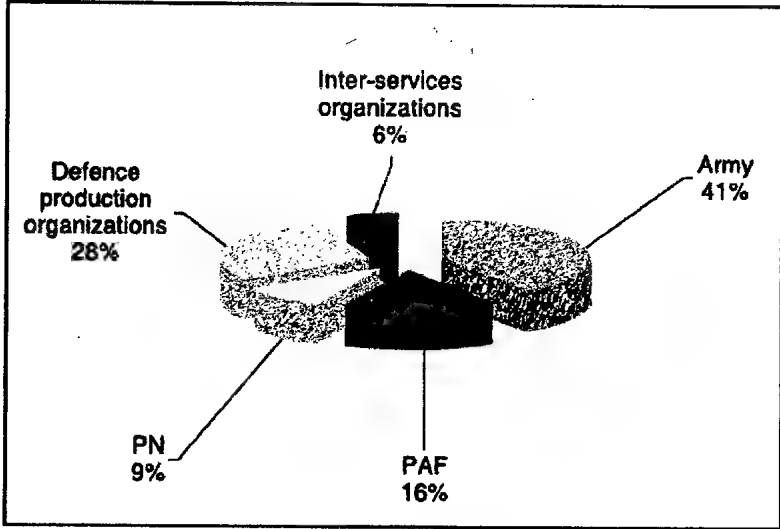 Inter-services
organizations
6%
Army
41%
Defence
production
organizations
28%
PN
9%
PAF
16%